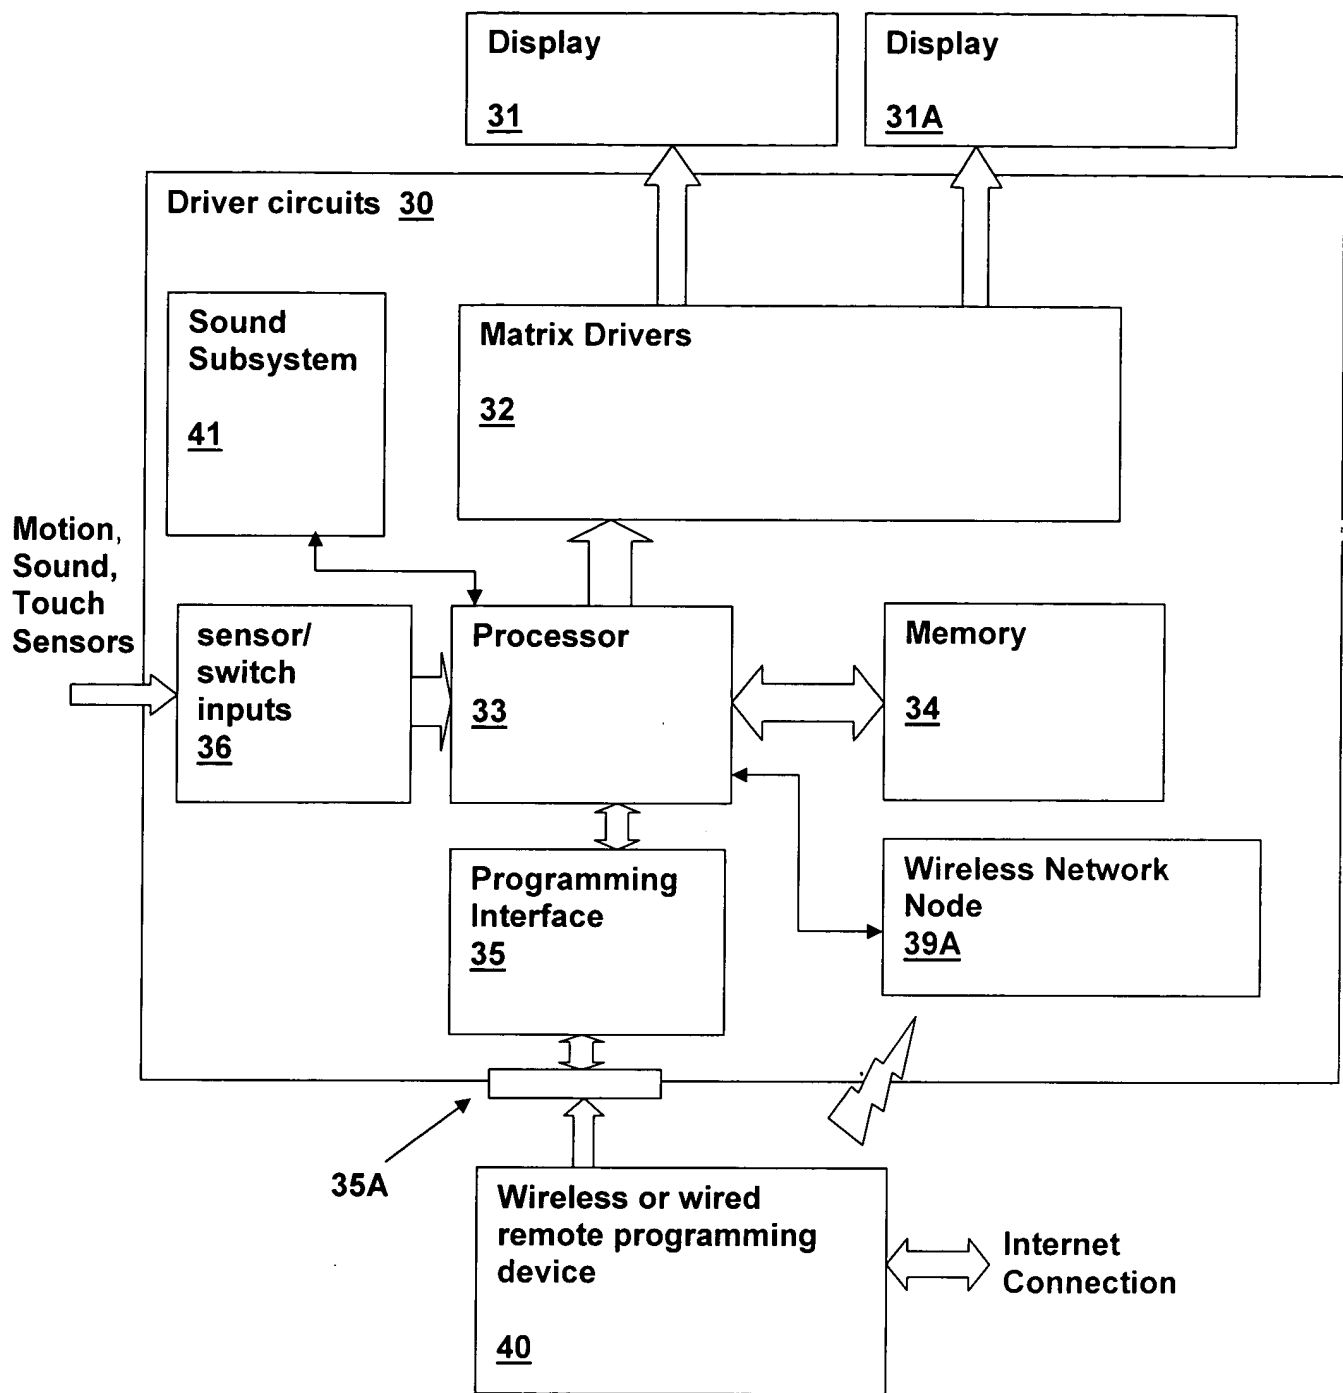 Display
31
Display
31A
Driver circuits 30
Sound
Subsystem
41
Matrix Drivers
32
Motion,
Sound,
Touch
Sensors
sensor/
switch
inputs
36
Processor
33
Memory
34
Programming
Interface
35
Wireless Network
Node
39A
35A
Wireless or wired
remote programming
device
40
Internet
Connection